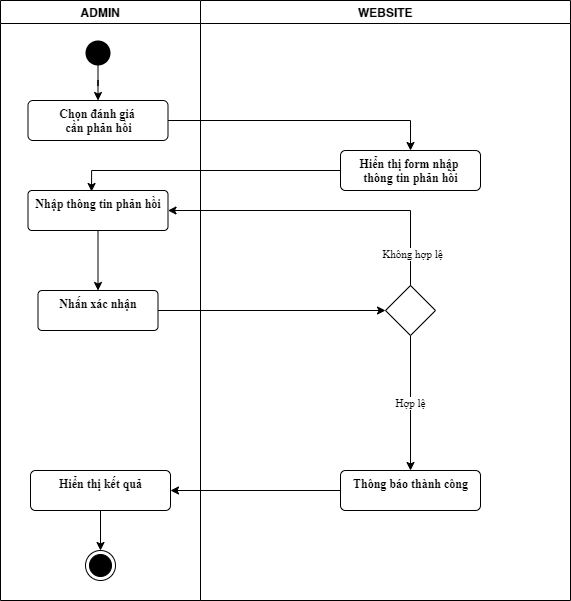 ADMIN
WEBSITE
Chọn đánh giá
cần phản hồi
Hiển thị form nhập
thông tin phản hồi
Nhập thông tin phản hồi
Không hợp lệ
Nhấn xác nhận
Hợp lệ
Hiển thị kết quả
Thông báo thành công